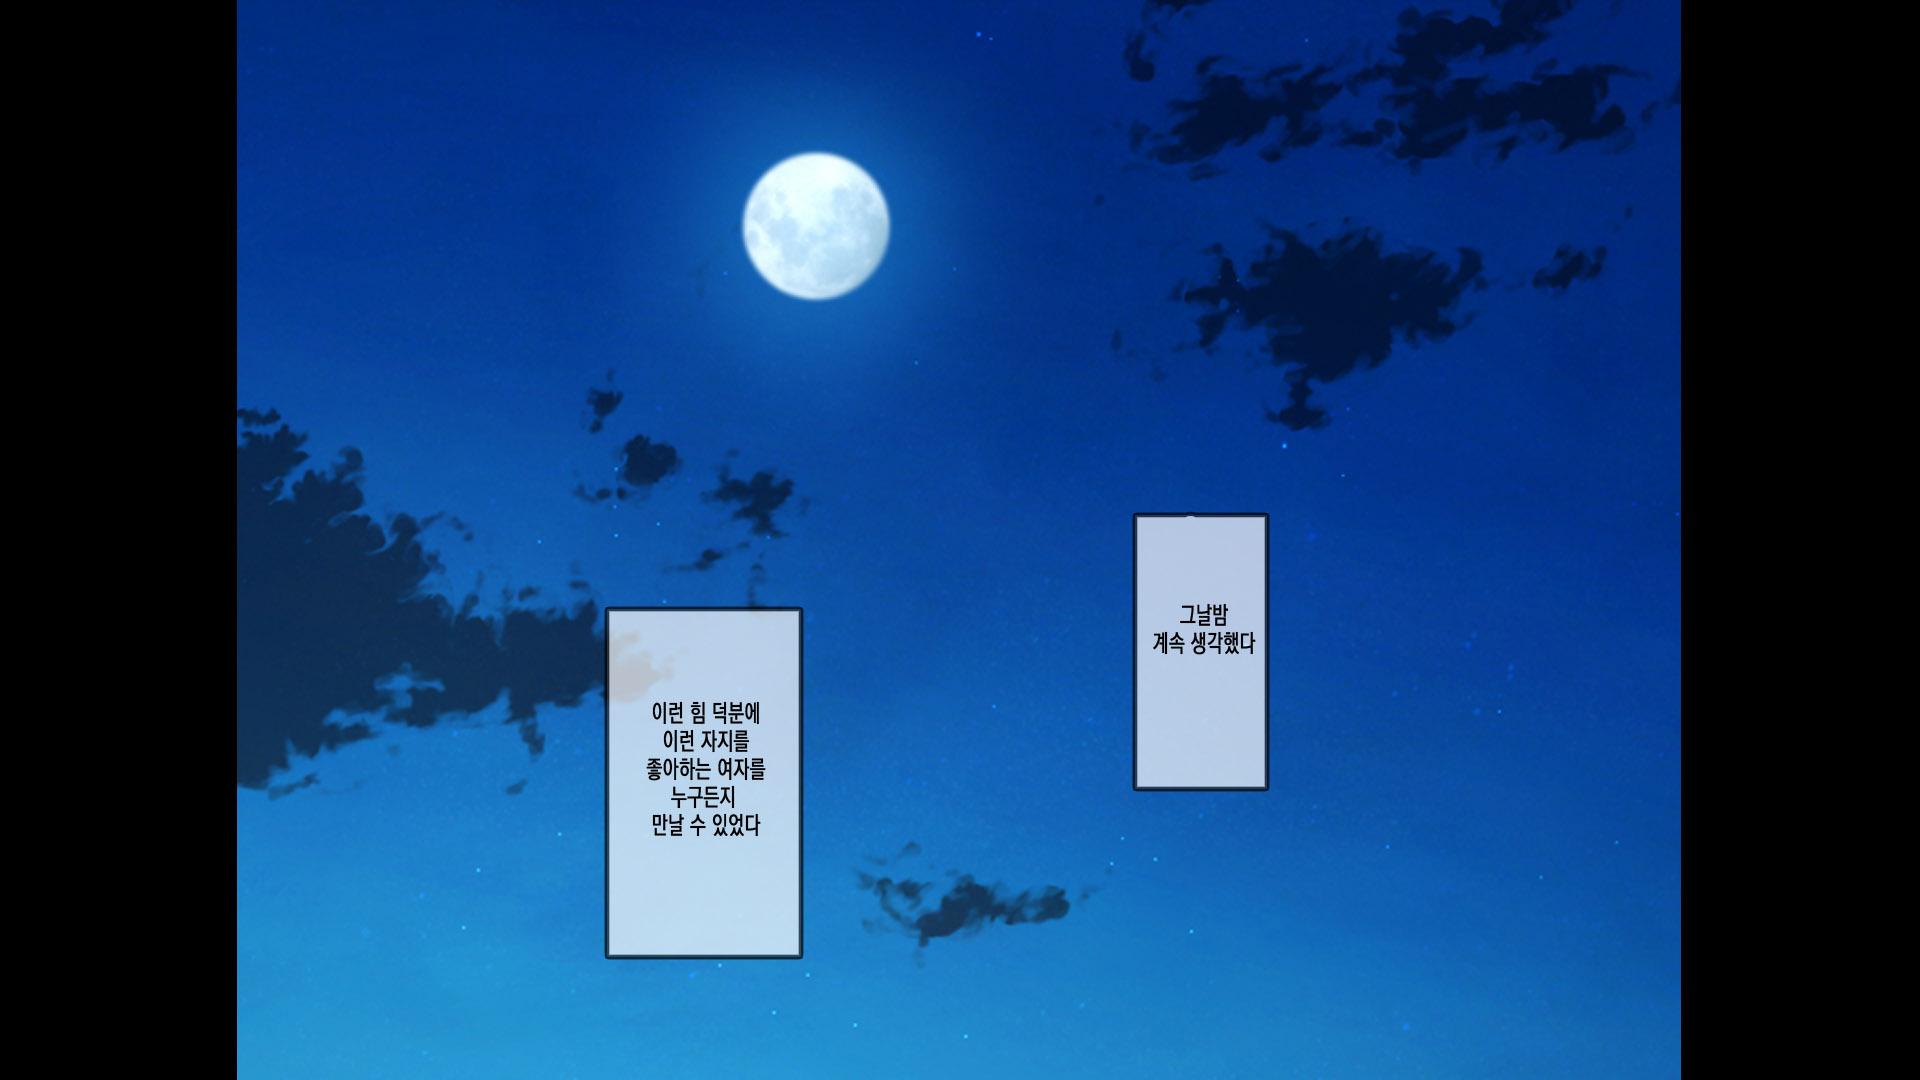 그날밤
계속 생각했다
이런 힘 덕분에
이런 자지를
좋아하는 여자를
누구든지
만날 수 있었다